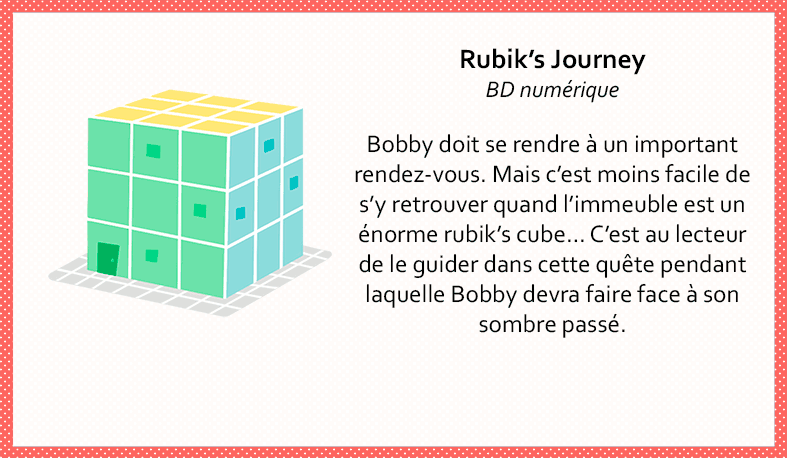 Rubik’s Journey
BD numérique
Bobby doit se rendre à un important
rendez-vous. Mais c’est moins facile de
s’y retrouver quand l’immeuble est un
énorme rubik’s cube... C’est au lecteur
de le guider dans cette quête pendant
laquelle Bobby devra faire face à son
sombre passé.